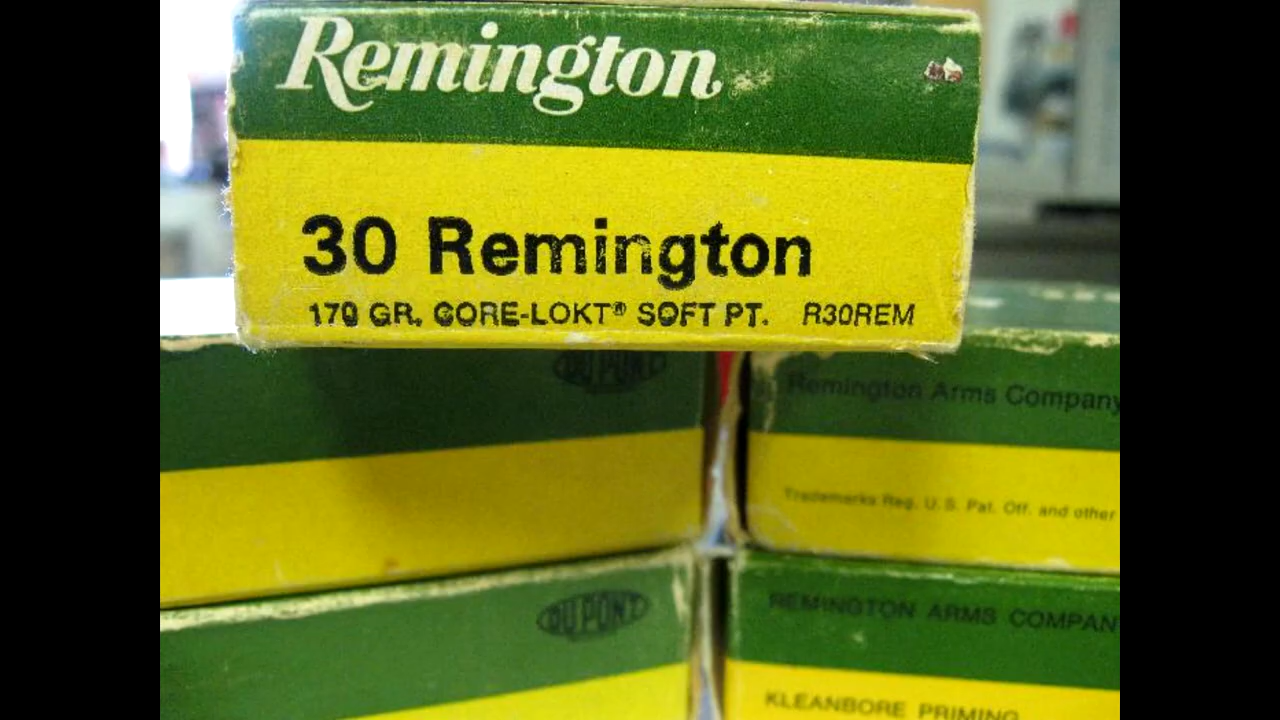 Remington
30 Remington
170 GR. CORE-LOKT® SOFT PT. R30REM
DU PONT
Remington Arms Company
Trademarks Reg. U.S. Pat. Off. and other
DU PONT
REMINGTON ARMS COMPAN
KLEANBORE PRIMING